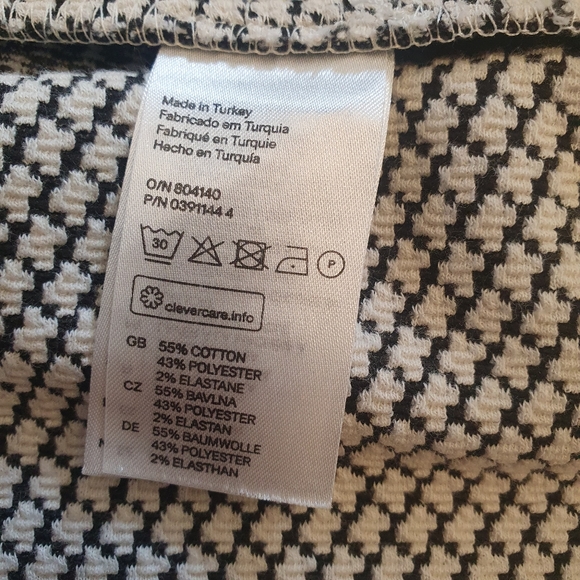 Made in Turkey
Fabricado em Turquia
Fabriqué en Turquie
Hecho en Turquía
O/N 804140
P/N 0391144 4
30
P
clevercare.info
GB 55% COTTON
43% POLYESTER
2% ELASTANE
CZ 55% BAVLNA
43% POLYESTER
2% ELASTAN
DE 55% BAUMWOLLE
43% POLYESTER
2% ELASTHAN